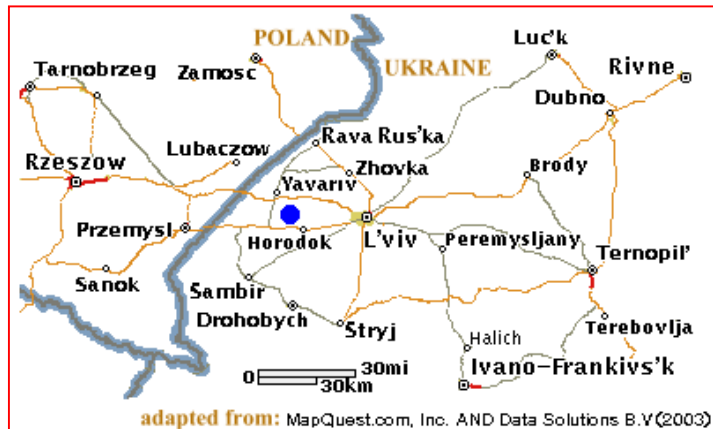 POLAND
UKRAINE
Luc'k
Rivne
Tarnobrzeg
Zamosc
Dubno
Rava Rus'ka
Lubaczow
Zhovka
Rzeszow
Yavariv
Brody
Przemysl
Horodok
L'viv
Peremysljany
Ternopil'
Sanok
Sambir
Drohobych
Stryj
Terebovlja
Halich
Ivano-Frankivs'k
0 30mi
30km
adapted from: MapQuest.com, Inc. AND Data Solutions B.V(2003)